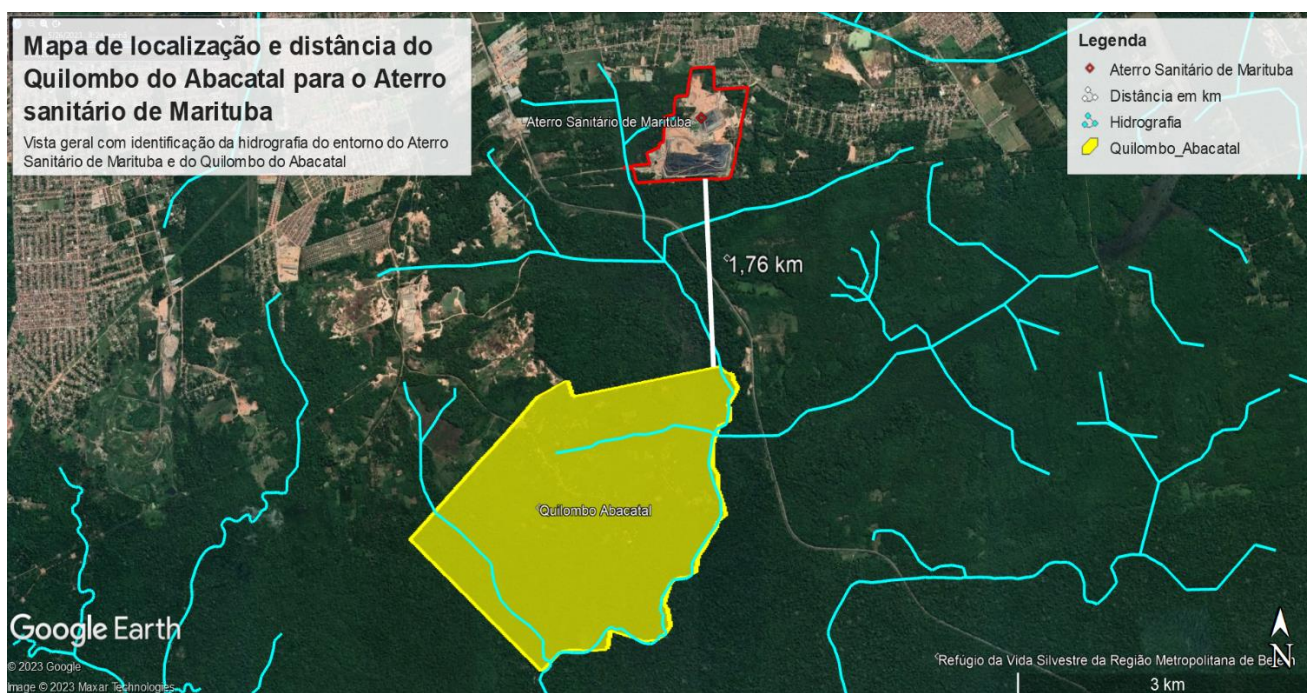 Mapa de localização e distância do
Quilombo do Abacatal para o Aterro
sanitário de Marituba
Vista geral com identificação da hidrografia do entorno do Aterro
Sanitário de Marituba e do Quilombo do Abacatal
Legenda
Aterro Sanitário de Marituba
Distância em km
Hidrografia
Quilombo_Abacatal
Aterro Sanitário de Marituba
1,76 km
Quilombo Abacatal
Google Earth
© 2023 Google
Image © 2023 Maxar Technologies
Refúgio da Vida Silvestre da Região Metropolitana de Belém
N
3 km